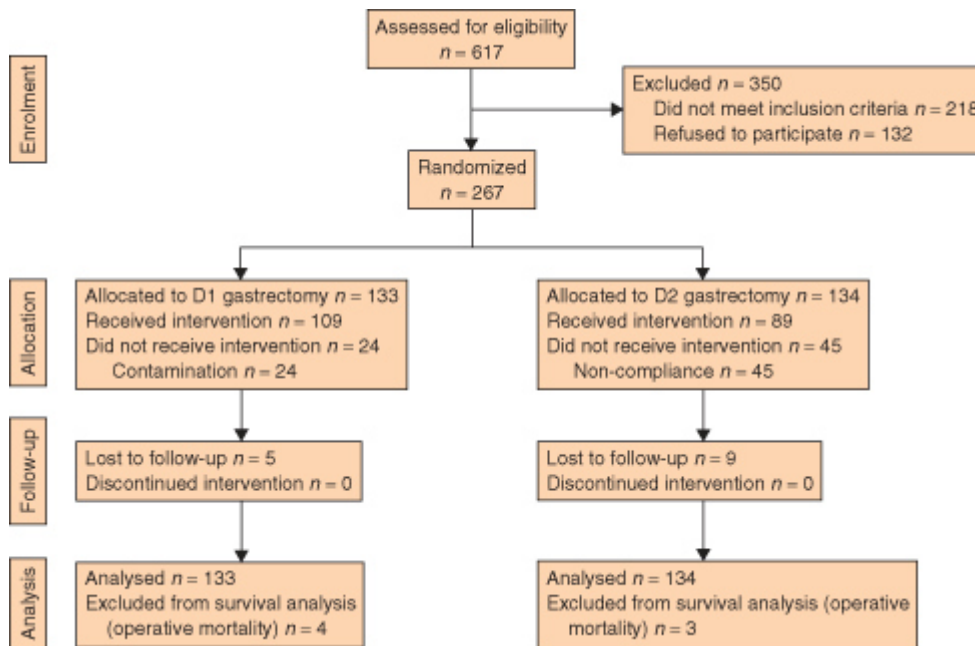 Enrolment
Assessed for eligibility
n = 617
Excluded n = 350
Did not meet inclusion criteria n = 218
Refused to participate n = 132
Randomized
n = 267
Allocation
Allocated to D1 gastrectomy n = 133
Received intervention n = 109
Did not receive intervention n = 24
Contamination n = 24
Allocated to D2 gastrectomy n = 134
Received intervention n = 89
Did not receive intervention n = 45
Non-compliance n = 45
Follow-up
Lost to follow-up n = 5
Discontinued intervention n = 0
Lost to follow-up n = 9
Discontinued intervention n = 0
Analysis
Analysed n = 133
Excluded from survival analysis
(operative mortality) n = 4
Analysed n = 134
Excluded from survival analysis (operative
mortality) n = 3